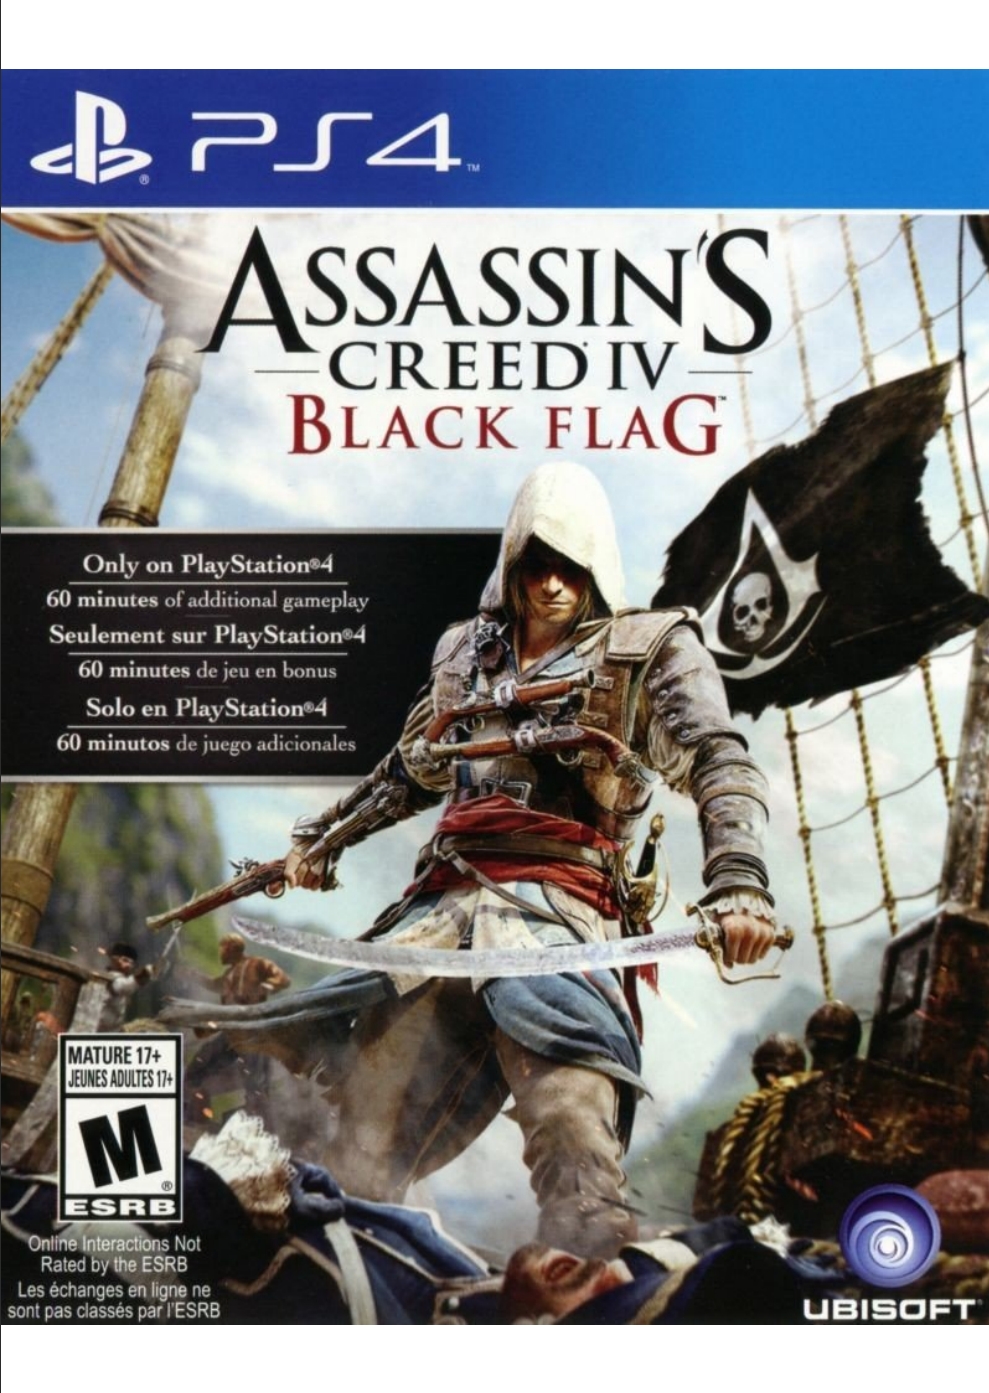 PS4™
ASSASSIN'S
CREED® IV
BLACK FLAG™
Only on PlayStation®4
60 minutes of additional gameplay
Seulement sur PlayStation®4
60 minutes de jeu en bonus
Solo en PlayStation®4
60 minutos de juego adicionales
MATURE 17+
JEUNES ADULTES 17+
M
®
ESRB
Online Interactions Not
Rated by the ESRB
Les échanges en ligne ne
sont pas classés par l'ESRB
UBISOFT®